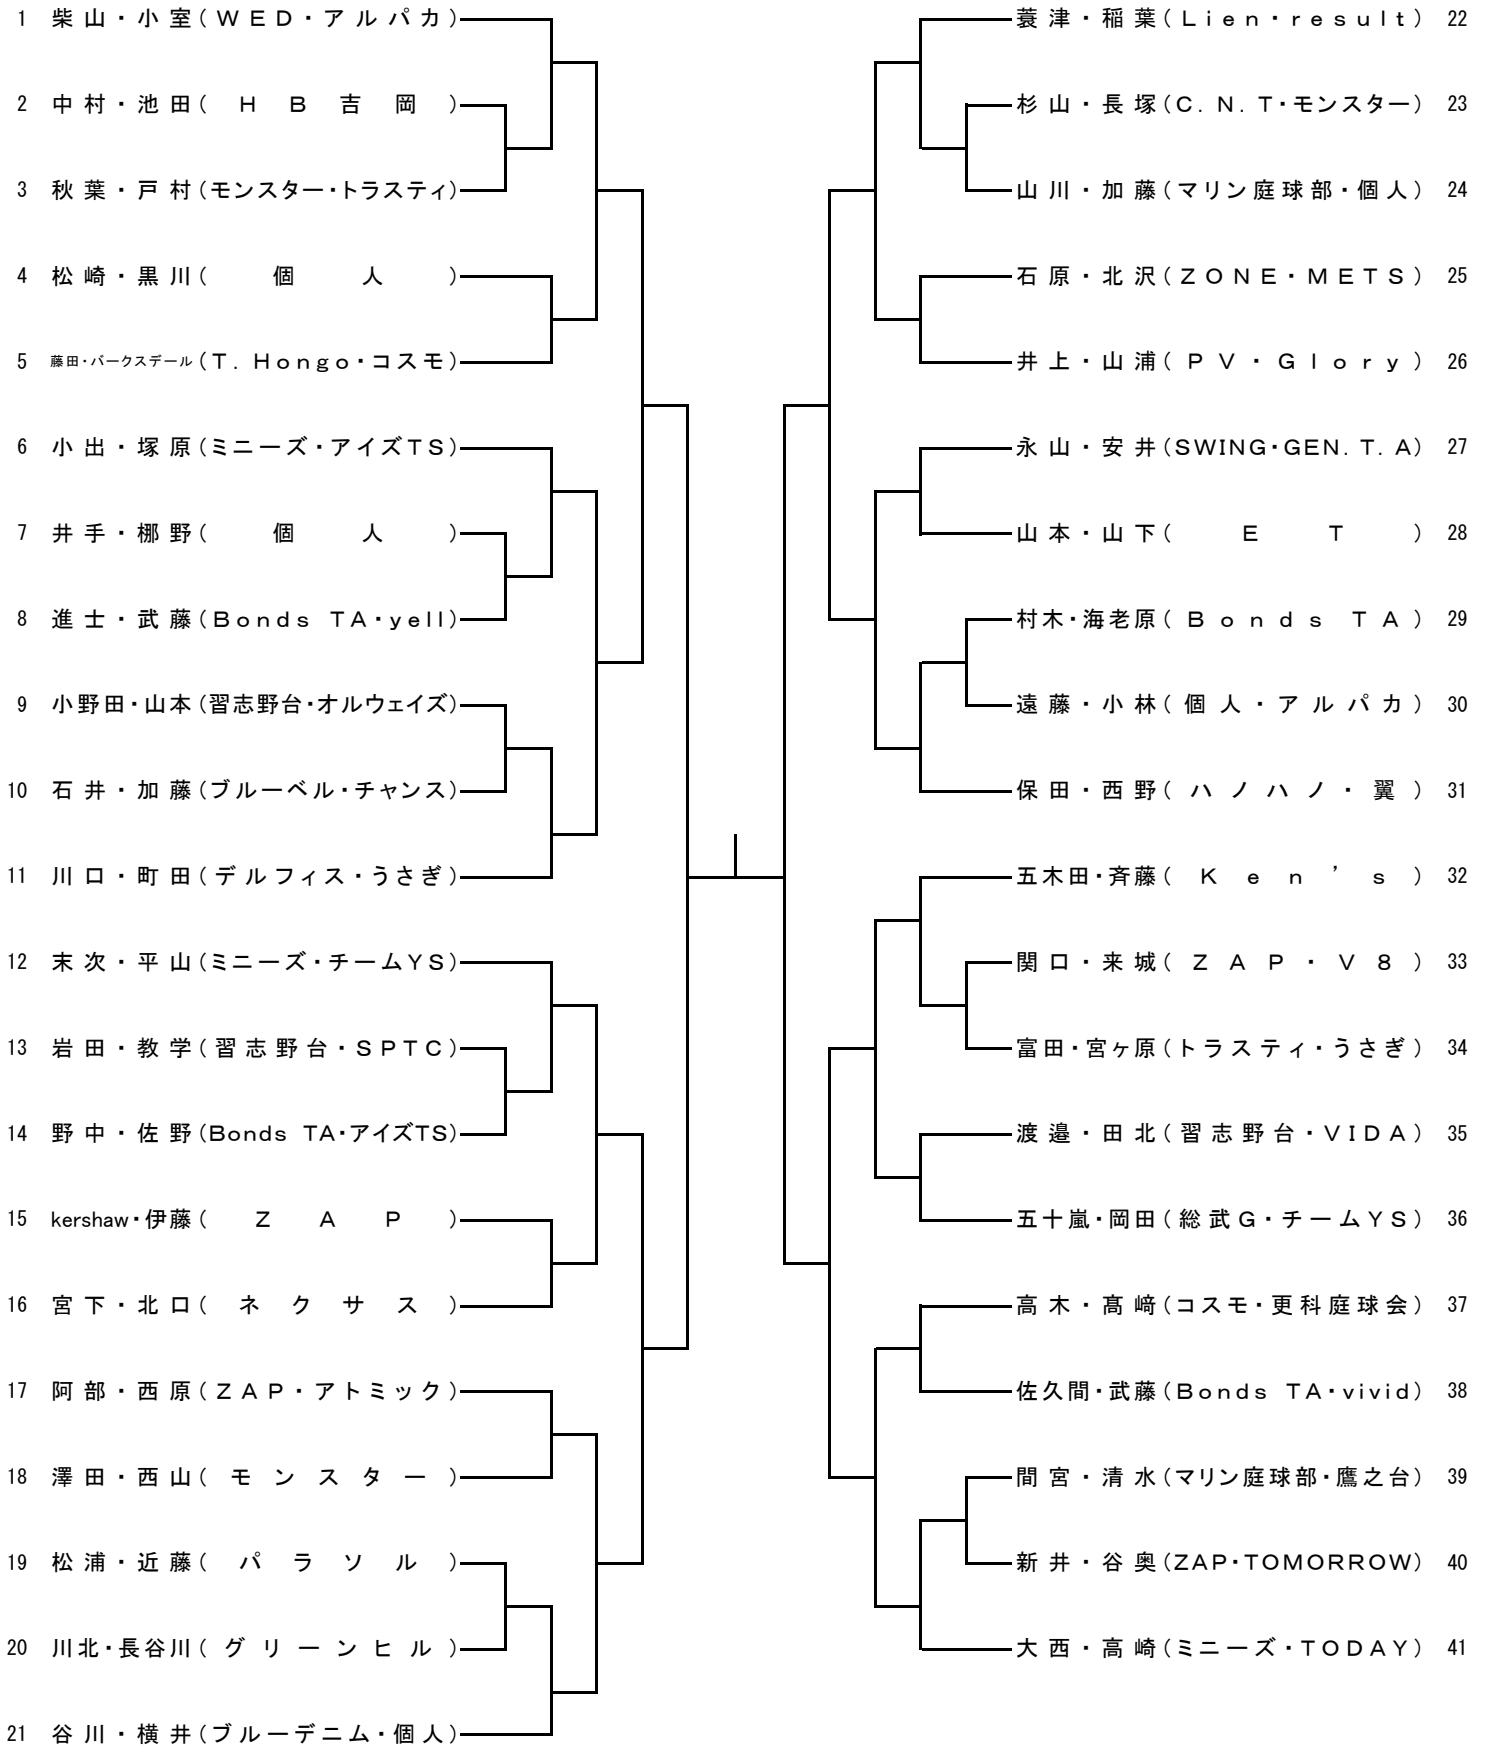 1 柴山・小室(ＷＥＤ・アルパカ)
2 中村・池田(ＨＢ吉岡)
3 秋葉・戸村(モンスター・トラスティ)
4 松崎・黒川(個人)
5 藤田・バークスデール(T. Hongo・コスモ)
6 小出・塚原(ミニーズ・アイズTS)
7 井手・梛野(個人)
8 進士・武藤(Bonds TA・yell)
9 小野田・山本(習志野台・オルウェイズ)
10 石井・加藤(ブルーベル・チャンス)
11 川口・町田(デルフィス・うさぎ)
12 末次・平山(ミニーズ・チームYS)
13 岩田・教学(習志野台・SPTC)
14 野中・佐野(Bonds TA・アイズTS)
15 kershaw・伊藤(ＺＡＰ)
16 宮下・北口(ネクサス)
17 阿部・西原(ＺＡＰ・アトミック)
18 澤田・西山(モンスター)
19 松浦・近藤(パラソル)
20 川北・長谷川(グリーンヒル)
21 谷川・横井(ブルーデニム・個人)
蓑津・稲葉(Lien・result) 22
杉山・長塚(C. N. T・モンスター) 23
山川・加藤(マリン庭球部・個人) 24
石原・北沢(ZONE・METS) 25
井上・山浦(PV・Glory) 26
永山・安井(SWING・GEN. T. A) 27
山本・山下(ET) 28
村木・海老原(Bonds TA) 29
遠藤・小林(個人・アルパカ) 30
保田・西野(ハノハノ・翼) 31
五木田・斉藤(Ken’s) 32
関口・来城(ZAP・V8) 33
富田・宮ヶ原(トラスティ・うさぎ) 34
渡邉・田北(習志野台・VIDA) 35
五十嵐・岡田(総武G・チームYS) 36
高木・髙﨑(コスモ・更科庭球会) 37
佐久間・武藤(Bonds TA・vivid) 38
間宮・清水(マリン庭球部・鷹之台) 39
新井・谷奥(ZAP・TOMORROW) 40
大西・高崎(ミニーズ・TODAY) 41